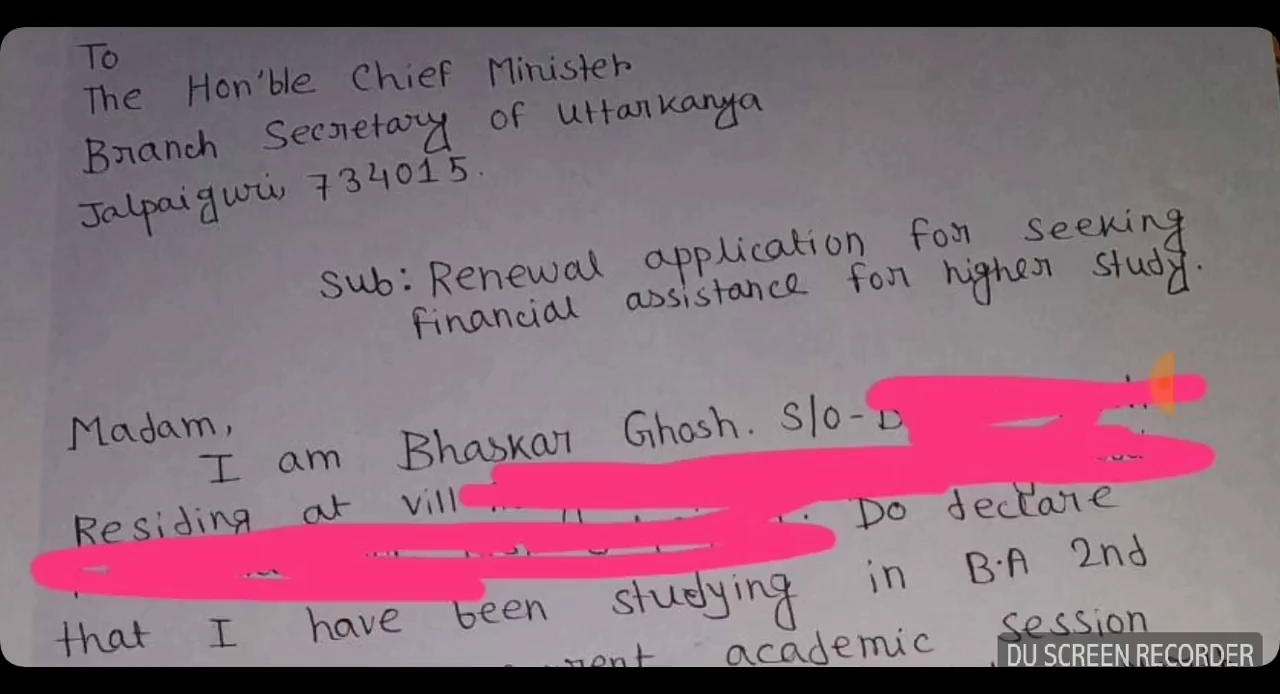 To
The Hon'ble Chief Minister
Branch Secretary of Uttarkanya
Jalpaiguri, 734015.
Sub: Renewal application for seeking
financial assistance for higher study.
Madam,
I am Bhaskar Ghosh. S/o-
Residing at vill Do declare
that I have been studying in B.A 2nd
academic session
DU SCREEN RECORDER